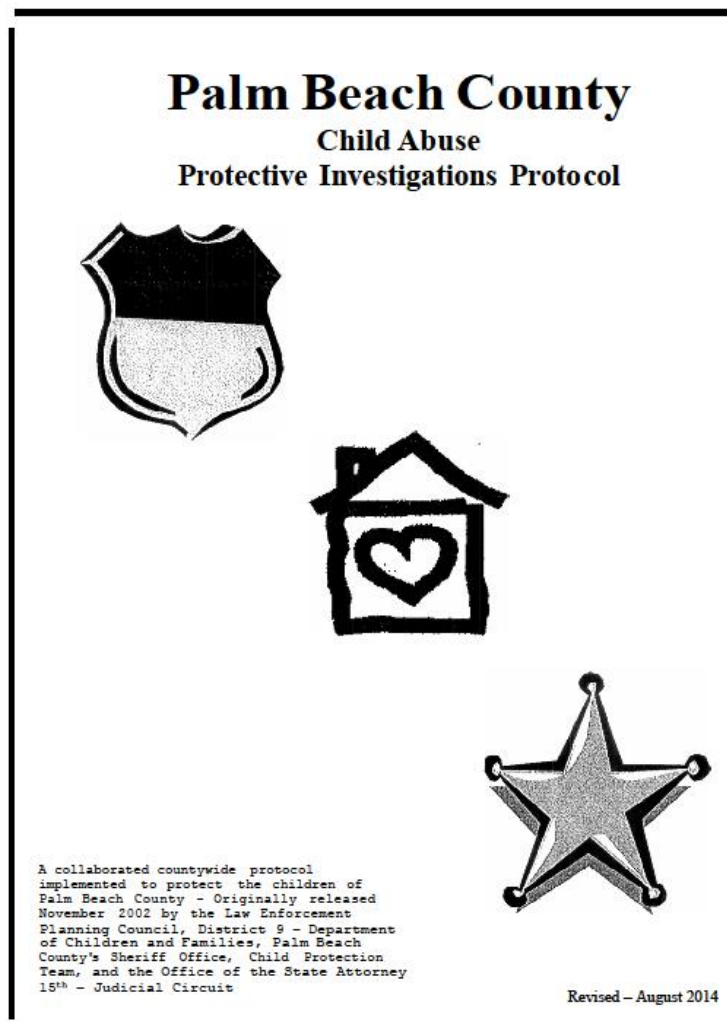 Palm Beach County
Child Abuse
Protective Investigations Protocol
A collaborated countywide protocol
implemented to protect the children of
Palm Beach County - Originally released
November 2002 by the Law Enforcement
Planning Council, District 9 - Department
of Children and Families, Palm Beach
County's Sheriff Office, Child Protection
Team, and the Office of the State Attorney
15th - Judicial Circuit
Revised – August 2014